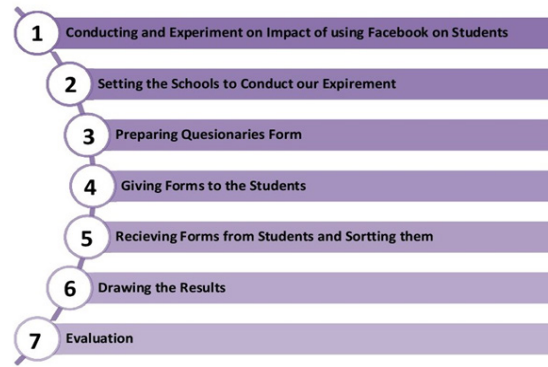 1 Conducting and Experiment on Impact of using Facebook on Students
2 Setting the Schools to Conduct our Expirement
3 Preparing Quesionaries Form
4 Giving Forms to the Students
5 Recieving Forms from Students and Sortting them
6 Drawing the Results
7 Evaluation